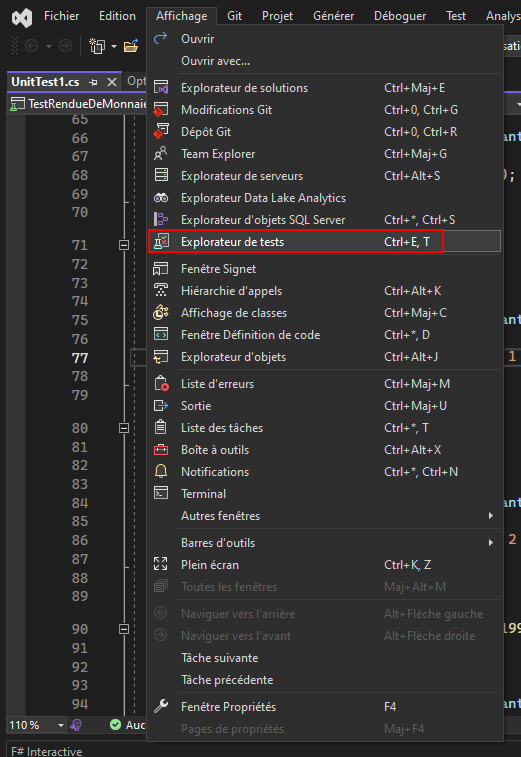 Fichier Edition Affichage Git Projet Générer Déboguer Test Analys
Ouvrir
Ouvrir avec...
UnitTest1.cs Opt
Explorateur de solutions Ctrl+Maj+E
TestRendueDeMonnaie Modifications Git Ctrl+0, Ctrl+G
65
Dépôt Git Ctrl+0, Ctrl+R
66
67 Team Explorer Ctrl+Maj+G
68 Explorateur de serveurs Ctrl+Alt+S );
69 Explorateur Data Lake Analytics
70 Explorateur d'objets SQL Server Ctrl+*, Ctrl+S
71 Explorateur de tests Ctrl+E, T
72 Fenêtre Signet
73 Hiérarchie d'appels Ctrl+Alt+K
74
75 Affichage de classes Ctrl+Maj+C
76 Fenêtre Définition de code Ctrl+*, D
77 Explorateur d'objets Ctrl+Alt+J 1
78 Liste d'erreurs Ctrl+Maj+M
79 Sortie Ctrl+Maj+U
80 Liste des tâches Ctrl+*, T
81 Boîte à outils Ctrl+Alt+X
82 Notifications Ctrl+*, Ctrl+N
83
84 Terminal
85 Autres fenêtres
86 Barres d'outils 2
87 Plein écran Ctrl+K, Z
88 Toutes les fenêtres Maj+Alt+M
89 Naviguer vers l'arrière Alt+Flèche gauche
90 Naviguer vers l'avant Alt+Flèche droite 199
91 Tâche suivante
92 Tâche précédente
93
94 Fenêtre Propriétés F4
110 % Auc Pages de propriétés Maj+F4
F# Interactive